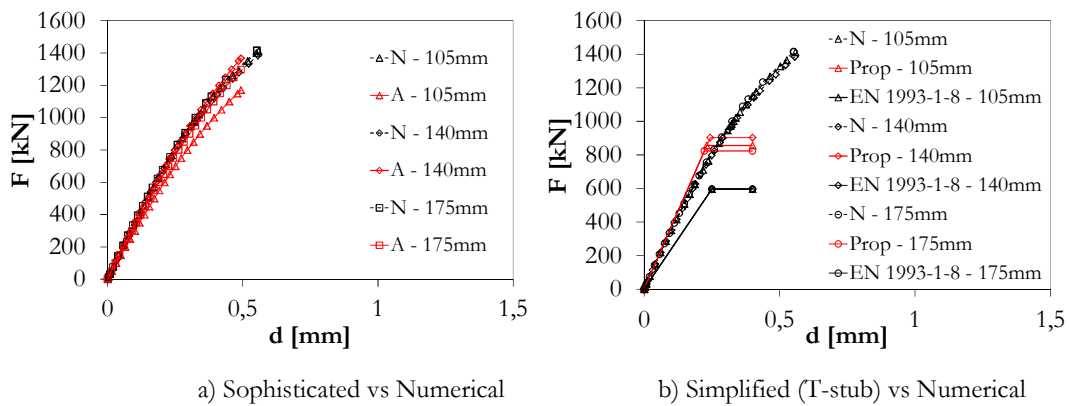 1600
1400
1200
1000
800
600
400
200
0
F [kN]
0
0,5
1
1,5
d [mm]
N - 105mm
A - 105mm
N - 140mm
A - 140mm
N - 175mm
A - 175mm
a) Sophisticated vs Numerical
1600
1400
1200
1000
800
600
400
200
0
F [kN]
0
0,5
1
1,5
d [mm]
N - 105mm
Prop - 105mm
EN 1993-1-8 - 105mm
N - 140mm
Prop - 140mm
EN 1993-1-8 - 140mm
N - 175mm
Prop - 175mm
EN 1993-1-8 - 175mm
b) Simplified (T-stub) vs Numerical